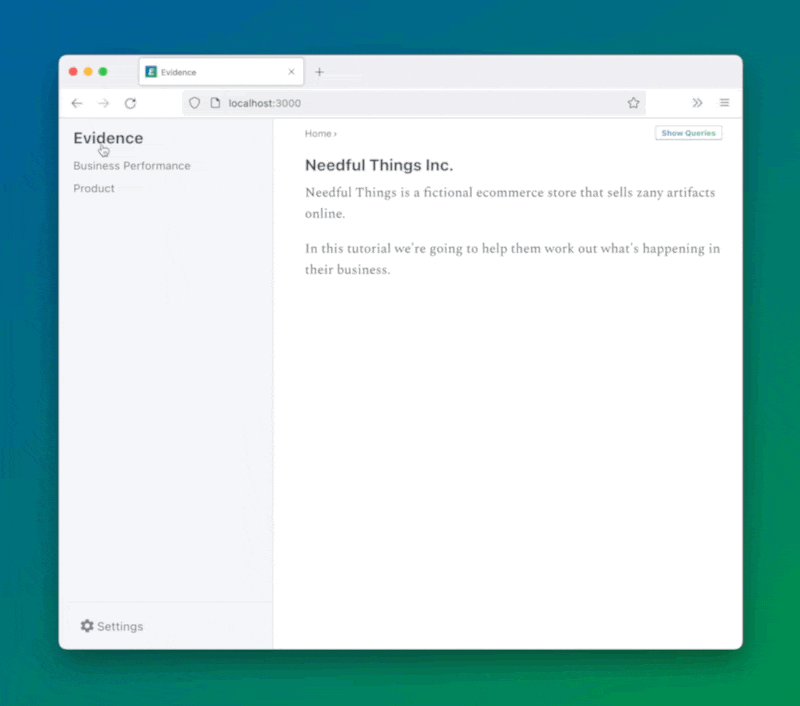 Evidence
localhost:3000
Evidence
Business Performance
Product
Settings
Home ›
Show Queries
Needful Things Inc.
Needful Things is a fictional ecommerce store that sells zany artifacts
online.
In this tutorial we're going to help them work out what's happening in
their business.